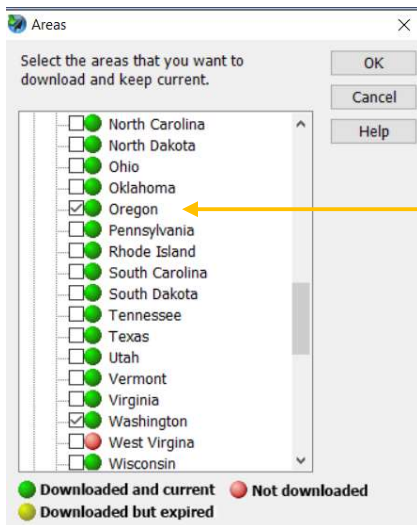 Areas
Select the areas that you want to
download and keep current.
OK
Cancel
Help
North Carolina
North Dakota
Ohio
Oklahoma
Oregon
Pennsylvania
Rhode Island
South Carolina
South Dakota
Tennessee
Texas
Utah
Vermont
Virginia
Washington
West Virgina
Wisconsin
Downloaded and current Not downloaded
Downloaded but expired